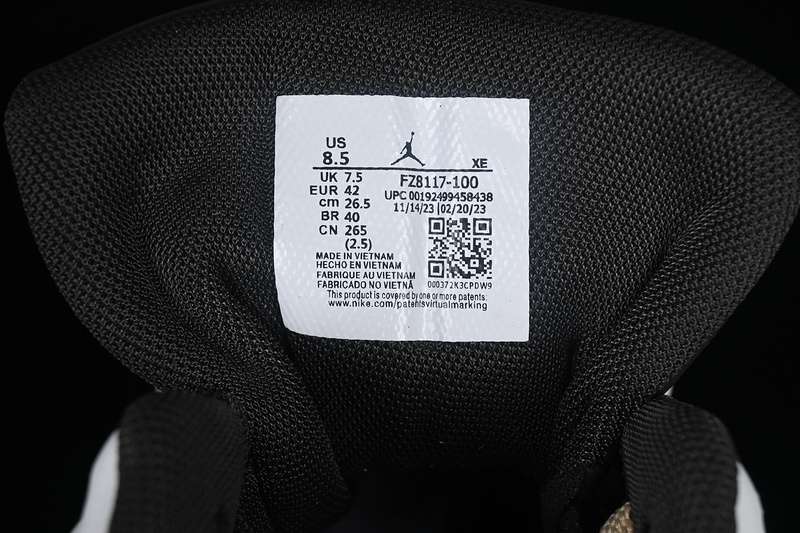 US
8.5 XE
UK 7.5 FZ8117-100
EUR 42 UPC 00192499458438
cm 26.5 11/14/23 | 02/20/23
BR 40
CN 265
(2.5)
MADE IN VIETNAM
HECHO EN VIETNAM
FABRIQUE AU VIETNAM
FABRICADO NO VIETNÃ 000372K3CPDW9
This product is covered by one or more patents:
www.nike.com/patentsvirtualmarking